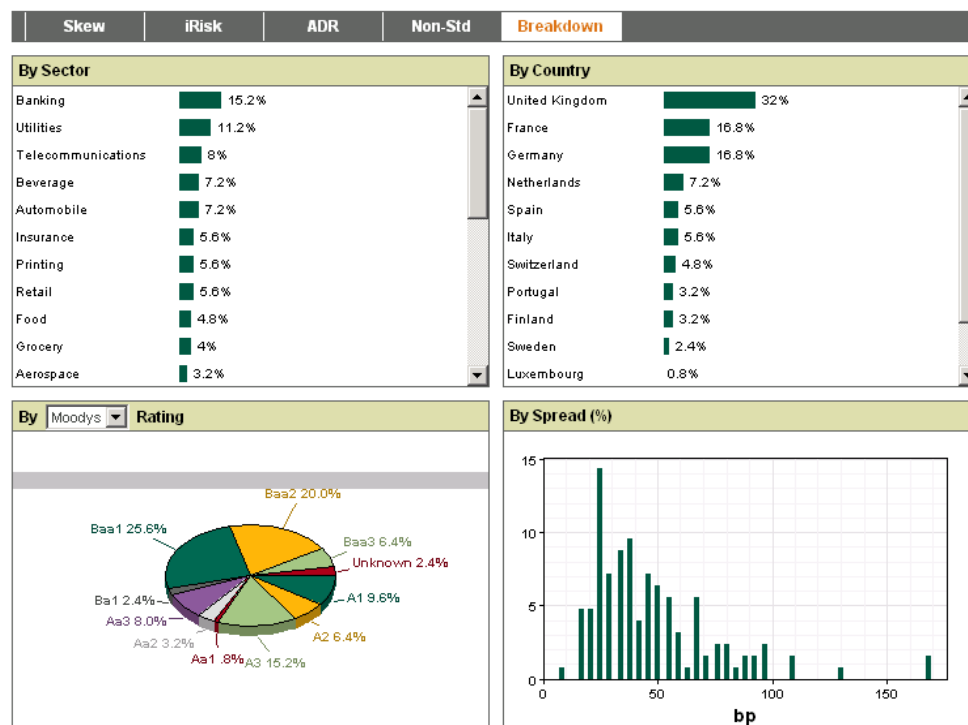 Skew iRisk ADR Non-Std Breakdown
By Sector
Banking 15.2%
Utilities 11.2%
Telecommunications 8%
Beverage 7.2%
Automobile 7.2%
Insurance 5.6%
Printing 5.6%
Retail 5.6%
Food 4.8%
Grocery 4%
Aerospace 3.2%
By Country
United Kingdom 32%
France 16.8%
Germany 16.8%
Netherlands 7.2%
Spain 5.6%
Italy 5.6%
Switzerland 4.8%
Portugal 3.2%
Finland 3.2%
Sweden 2.4%
Luxembourg 0.8%
By Moodys Rating
Baa2 20.0%
Baa1 25.6%
Baa3 6.4%
Unknown 2.4%
Ba1 2.4%
A1 9.6%
Aa3 8.0%
Aa2 3.2%
A2 6.4%
Aa1 .8%
A3 15.2%
By Spread (%)
15
10
5
0
0 50 100 150
bp